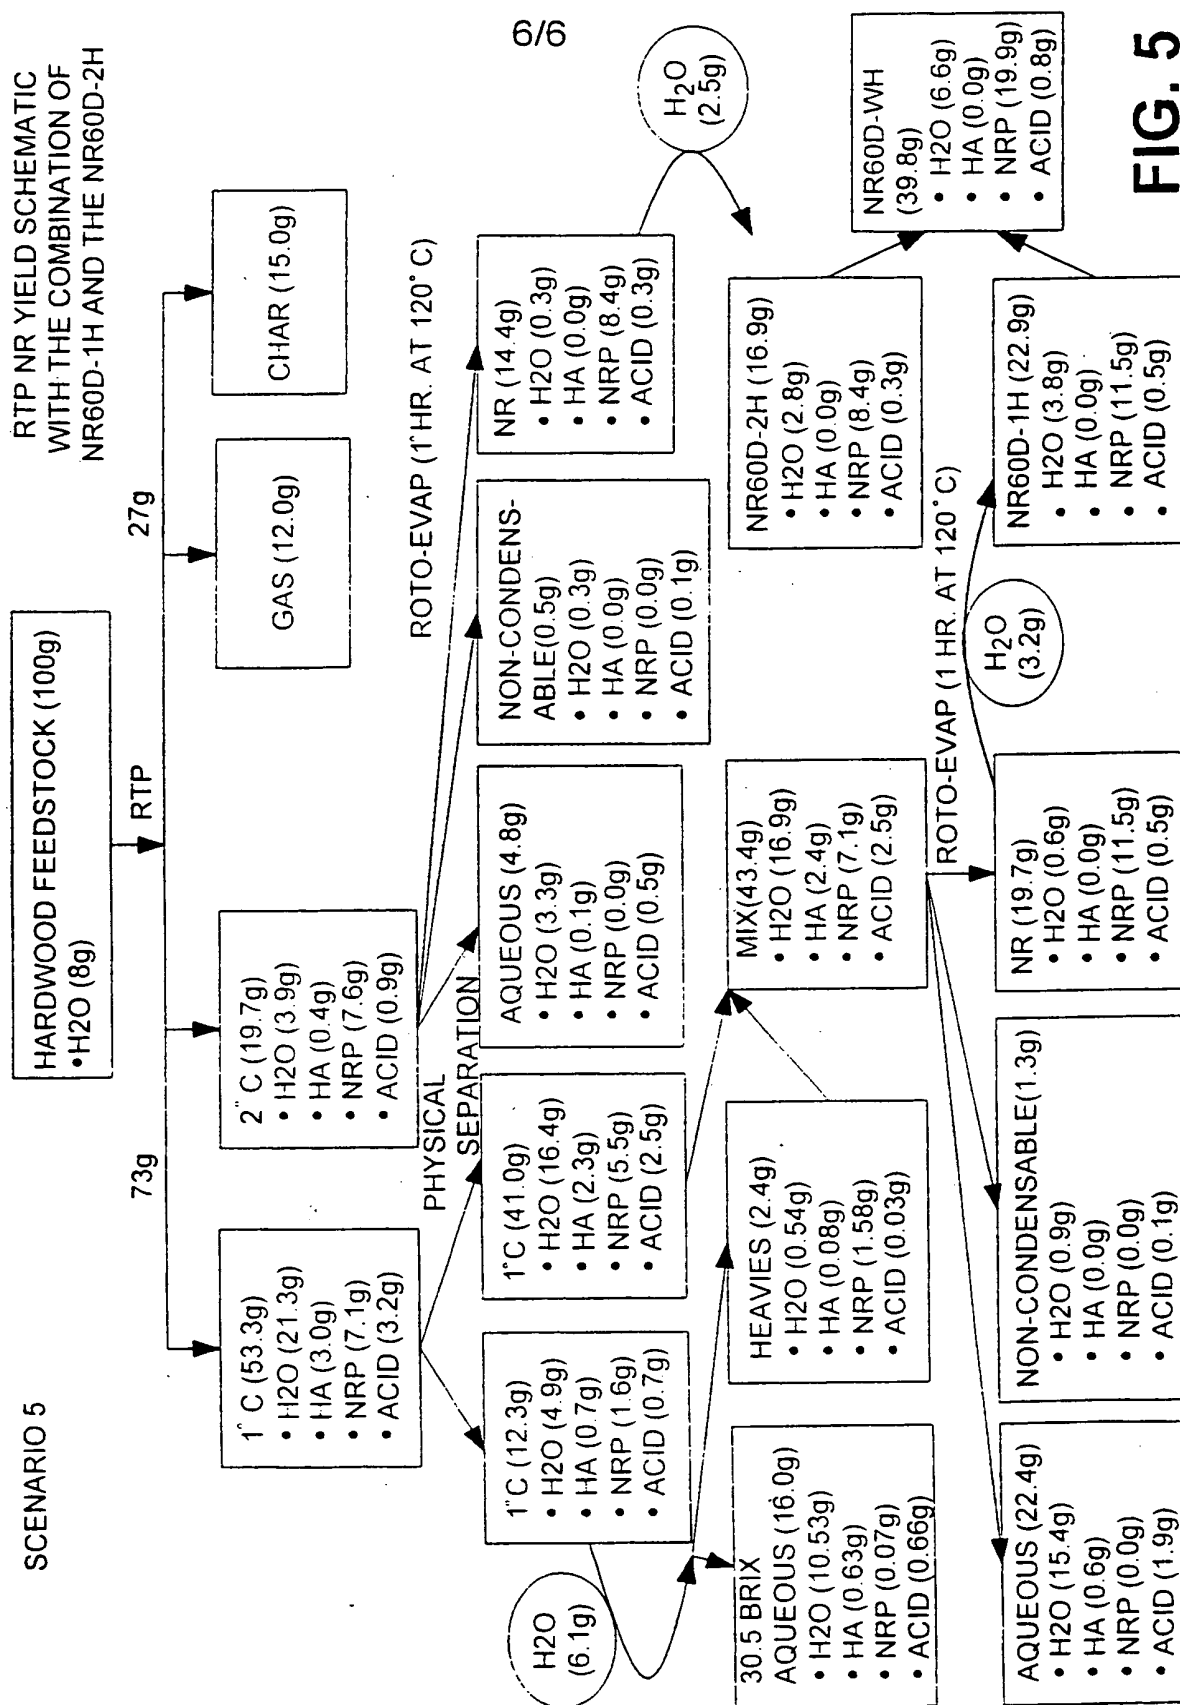 6/6
SCENARIO 5
RTP NR YIELD SCHEMATIC
WITH THE COMBINATION OF
NR60D-1H AND THE NR60D-2H
HARDWOOD FEEDSTOCK (100g)
•H2O (8g)
RTP
73g
27g
1°C (53.3g)
• H2O (21.3g)
• HA (3.0g)
• NRP (7.1g)
• ACID (3.2g)
2°C (19.7g)
• H2O (3.9g)
• HA (0.4g)
• NRP (7.6g)
• ACID (0.9g)
GAS (12.0g)
CHAR (15.0g)
PHYSICAL
SEPARATION
ROTO-EVAP (1 HR. AT 120°C)
1°C (12.3g)
• H2O (4.9g)
• HA (0.7g)
• NRP (1.6g)
• ACID (0.7g)
1°C (41.0g)
• H2O (16.4g)
• HA (2.3g)
• NRP (5.5g)
• ACID (2.5g)
AQUEOUS (4.8g)
• H2O (3.3g)
• HA (0.1g)
• NRP (0.0g)
• ACID (0.5g)
NON-CONDENS-
ABLE(0.5g)
• H2O (0.3g)
• HA (0.0g)
• NRP (0.0g)
• ACID (0.1g)
NR (14.4g)
• H2O (0.3g)
• HA (0.0g)
• NRP (8.4g)
• ACID (0.3g)
H2O
(6.1g)
H2O
(2.5g)
30.5 BRIX
AQUEOUS (16.0g)
• H2O (10.53g)
• HA (0.63g)
• NRP (0.07g)
• ACID (0.66g)
HEAVIES (2.4g)
• H2O (0.54g)
• HA (0.08g)
• NRP (1.58g)
• ACID (0.03g)
MIX(43.4g)
• H2O (16.9g)
• HA (2.4g)
• NRP (7.1g)
• ACID (2.5g)
NR60D-2H (16.9g)
• H2O (2.8g)
• HA (0.0g)
• NRP (8.4g)
• ACID (0.3g)
NR60D-WH
(39.8g)
• H2O (6.6g)
• HA (0.0g)
• NRP (19.9g)
• ACID (0.8g)
ROTO-EVAP (1 HR. AT 120°C)
H2O
(3.2g)
AQUEOUS (22.4g)
• H2O (15.4g)
• HA (0.6g)
• NRP (0.0g)
• ACID (1.9g)
NON-CONDENSABLE(1.3g)
• H2O (0.9g)
• HA (0.0g)
• NRP (0.0g)
• ACID (0.1g)
NR (19.7g)
• H2O (0.6g)
• HA (0.0g)
• NRP (11.5g)
• ACID (0.5g)
NR60D-1H (22.9g)
• H2O (3.8g)
• HA (0.0g)
• NRP (11.5g)
• ACID (0.5g)
FIG. 5